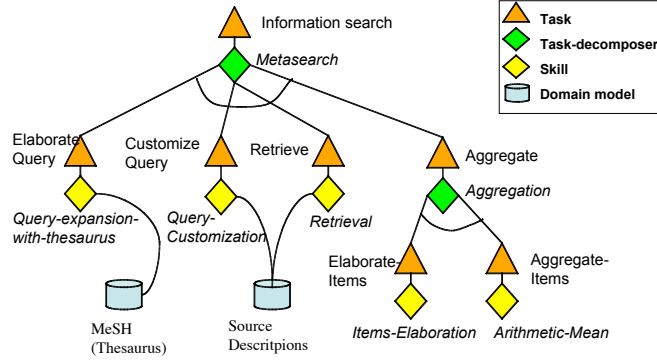 Information search
Metasearch
Task
Task-decomposer
Skill
Domain model
Elaborate
Query
Customize
Query
Retrieve
Aggregate
Query-expansion-
with-thesaurus
Query-
Customization
Retrieval
Aggregation
Elaborate-
Items
Aggregate-
Items
MeSH
(Thesaurus)
Source
Descritpions
Items-Elaboration
Arithmetic-Mean